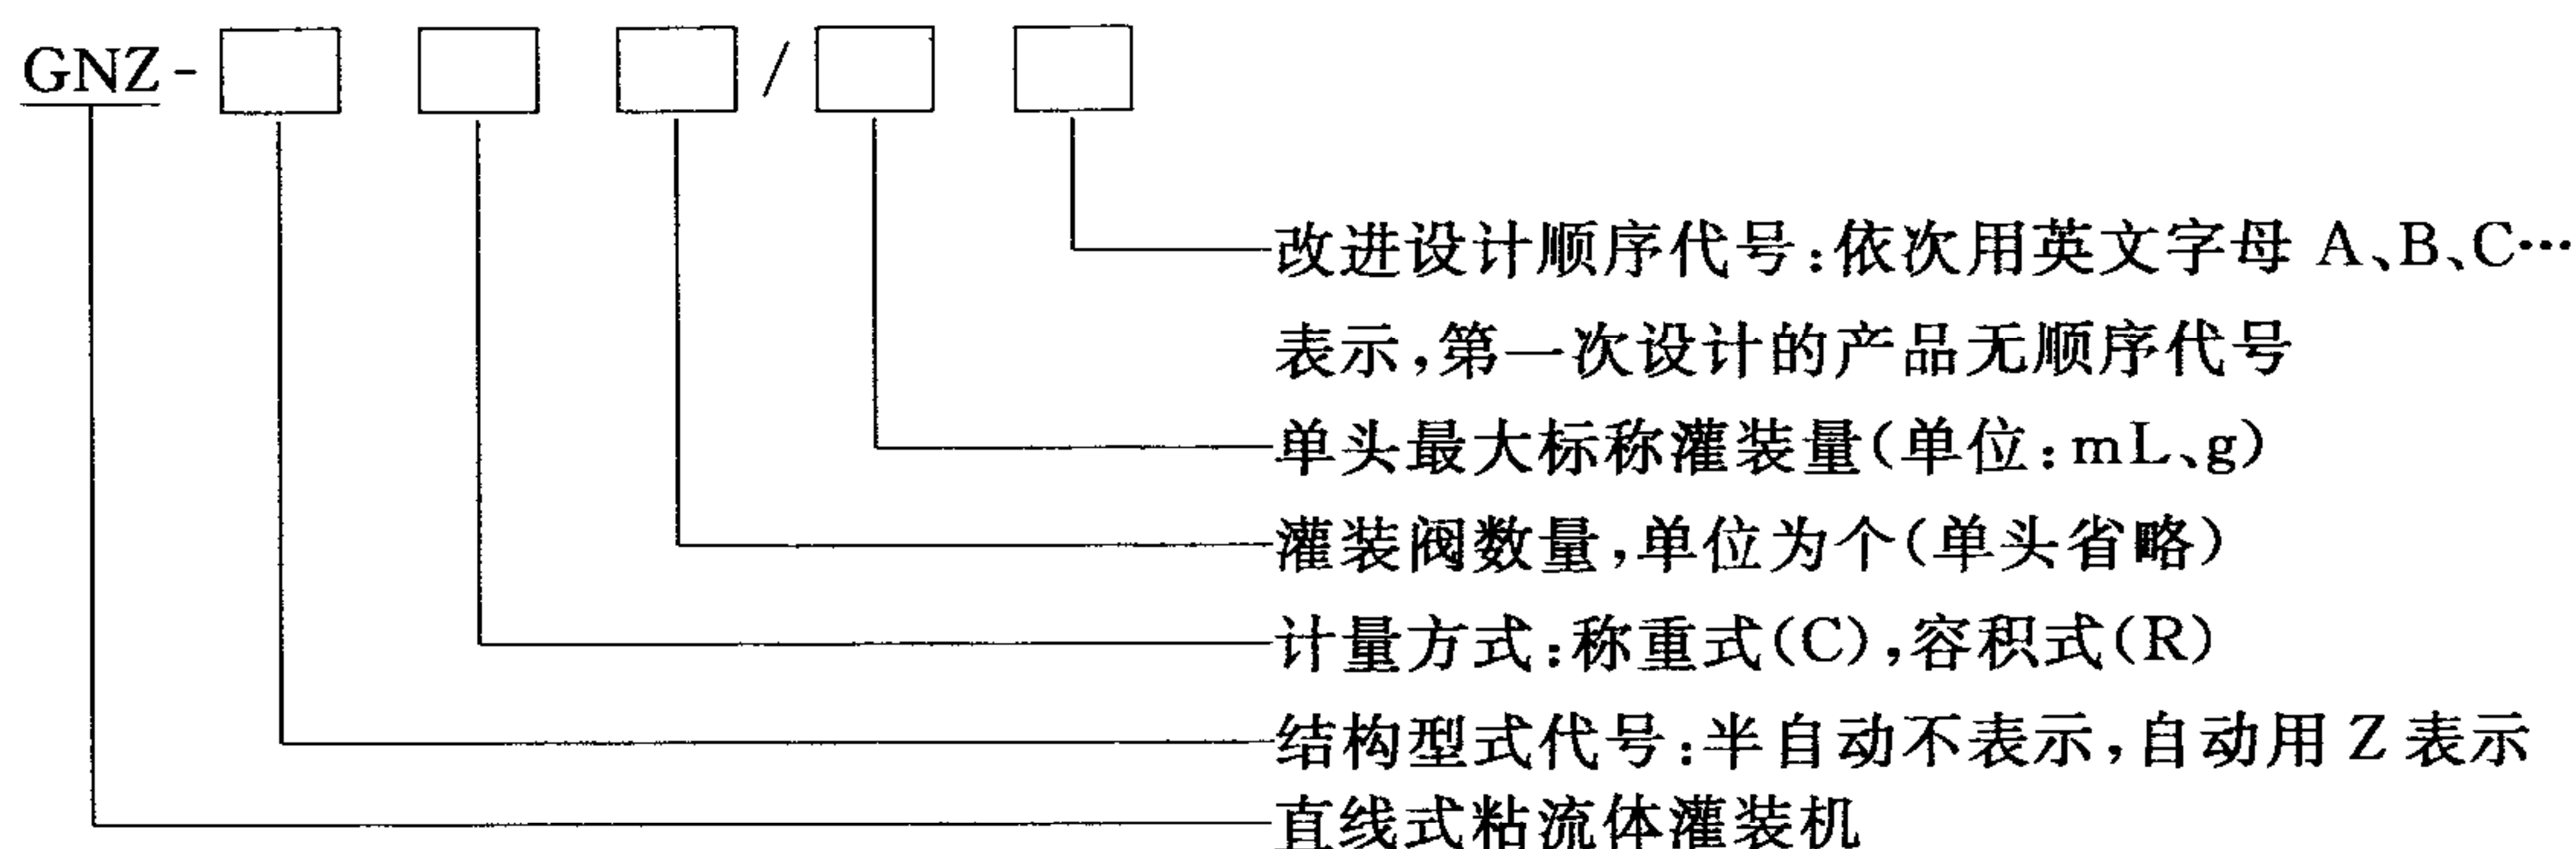 GNZ-□ □ □/□ □
改进设计顺序代号:依次用英文字母 A、B、C…
表示,第一次设计的产品无顺序代号
单头最大标称灌装量(单位:mL、g)
灌装阀数量,单位为个(单头省略)
计量方式:称重式(C),容积式(R)
结构型式代号:半自动不表示,自动用 Z 表示
直线式粘流体灌装机